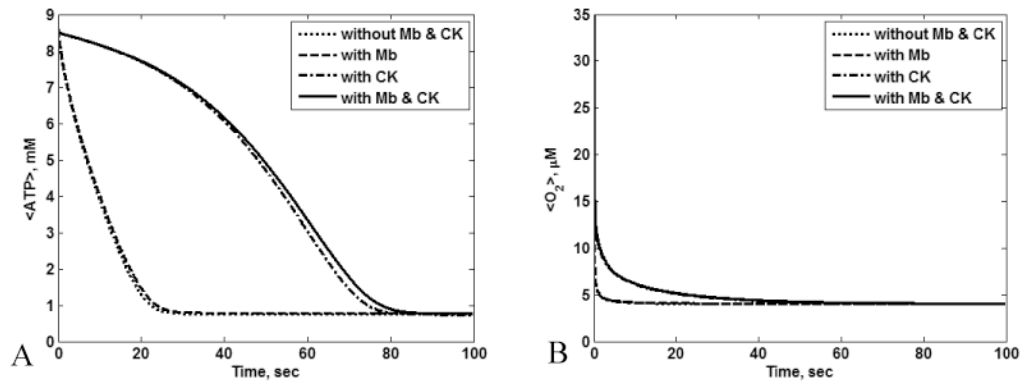 9
8
7
6
5
4
3
2
1
0
<ATP>, mM
without Mb & CK
with Mb
with CK
with Mb & CK
0 20 40 60 80 100
Time, sec
A
35
30
25
20
15
10
5
0
<O2>, μM
without Mb & CK
with Mb
with CK
with Mb & CK
0 20 40 60 80 100
Time, sec
B